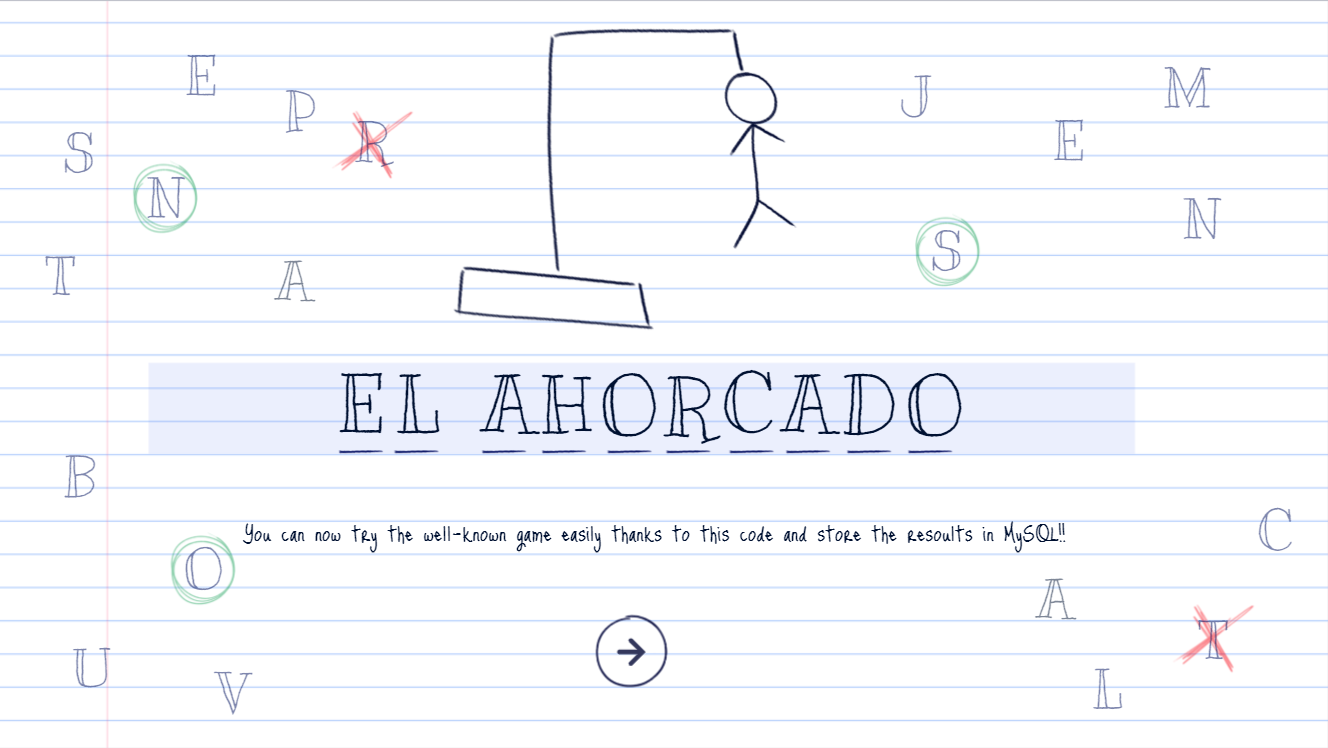 E
M
J
P
R
E
S
N
N
S
T
A
EL AHORCADO
B
You can now try the well-known game easily thanks to this code and store the resoults in MySQL!!
C
O
A
T
U
V
L